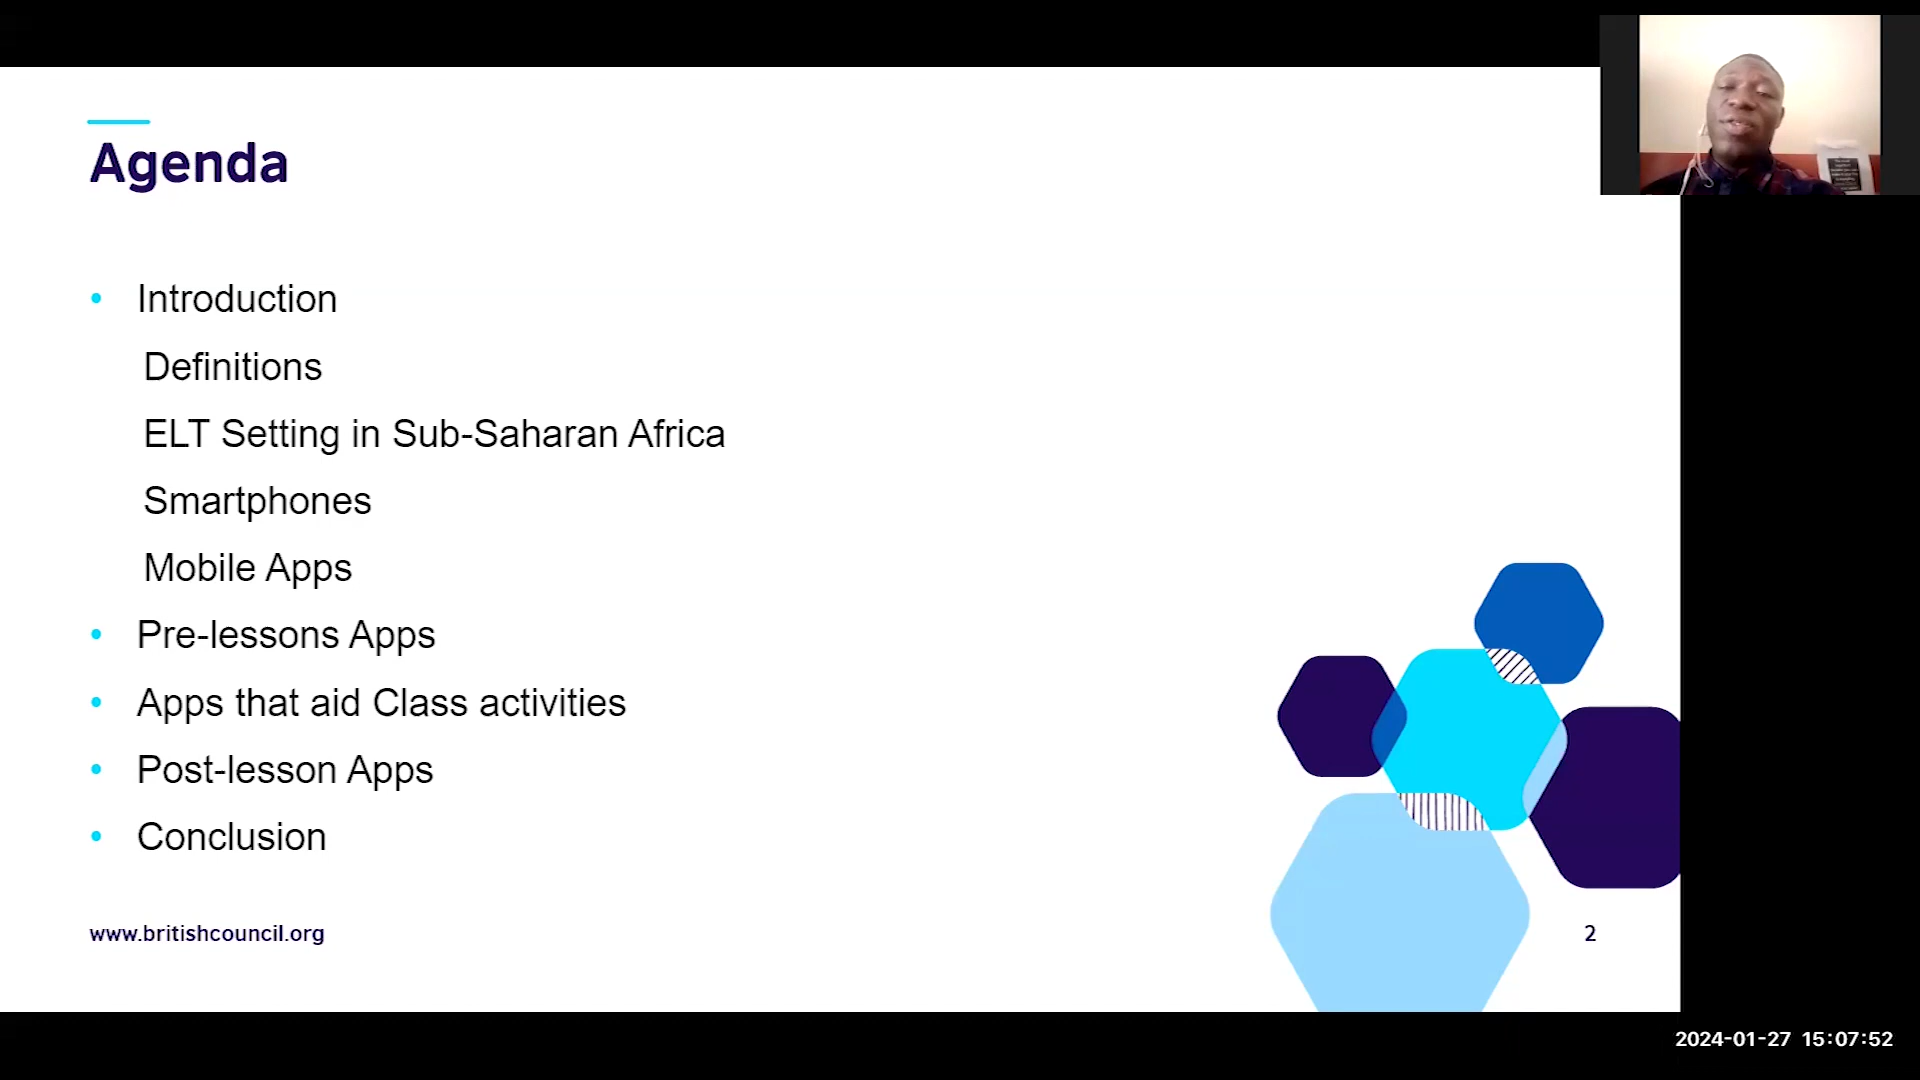 Agenda
• Introduction
Definitions
ELT Setting in Sub-Saharan Africa
Smartphones
Mobile Apps
• Pre-lessons Apps
• Apps that aid Class activities
• Post-lesson Apps
• Conclusion
www.britishcouncil.org
2
2024-01-27 15:07:52